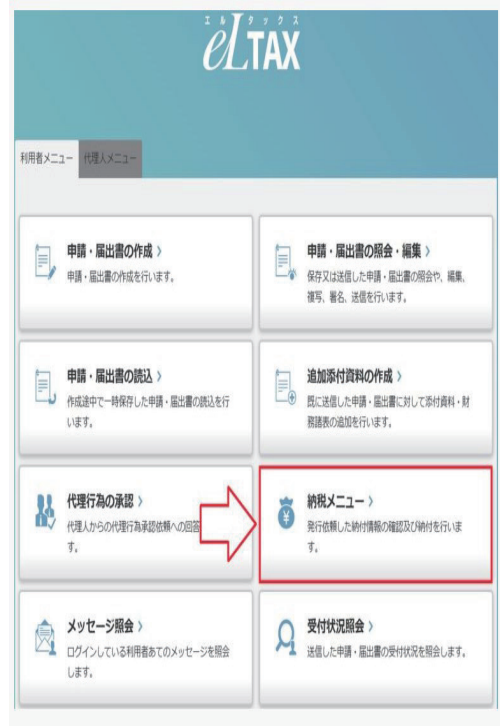 エルタックス
eLTAX
利用者メニュー 代理人メニュー
申請・届出書の作成 >
申請・届出書の作成を行います。
申請・届出書の照会・編集 >
保存又は送信した申請・届出書の照会や、編集、
複写、署名、送信を行います。
申請・届出書の読込 >
作成途中で一時保存した申請・届出書の読込を行
います。
追加添付資料の作成 >
既に送信した申請・届出書に対して添付資料・財
務諸表の追加を行います。
代理行為の承認 >
代理人からの代理行為承認依頼への回答
す。
納税メニュー >
発行依頼した納付情報の確認及び納付を行いま
す。
メッセージ照会 >
ログインしている利用者あてのメッセージを照会
します。
受付状況照会 >
送信した申請・届出書の受付状況を照会します。